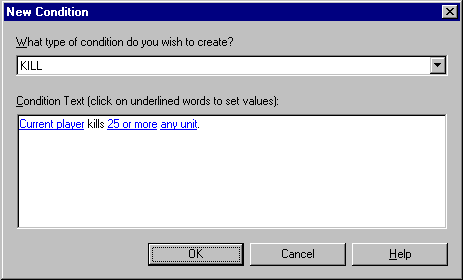 New Condition
What type of condition do you wish to create?
KILL
Condition Text (click on underlined words to set values):
Current player kills 25 or more any unit.
OK Cancel Help